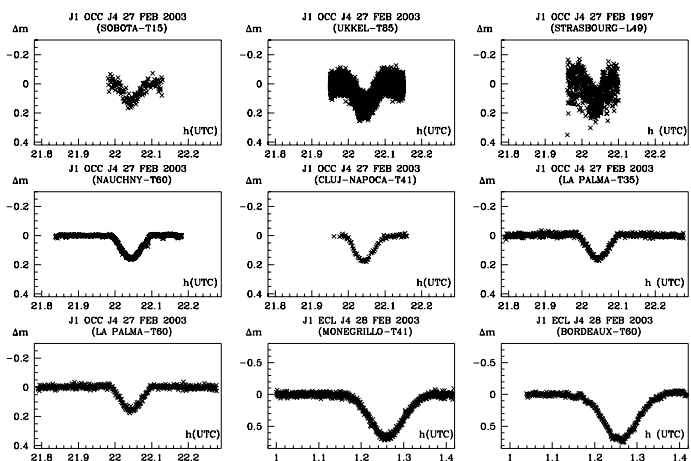 J1 OCC J4 27 FEB 2003
(SOBOTA-T15)
Δm
-0.2
0
0.2
0.4
h(UTC)
21.8 21.9 22 22.1 22.2
J1 OCC J4 27 FEB 2003
(UKKEL-T85)
Δm
-0.2
0
0.2
0.4
h(UTC)
21.8 21.9 22 22.1 22.2
J1 OCC J4 27 FEB 1997
(STRASBOURG-L49)
Δm
-0.2
0
0.2
0.4
h (UTC)
21.8 21.9 22 22.1 22.2
J1 OCC J4 27 FEB 2003
(NAUCHNY-T60)
Δm
-0.2
0
0.2
0.4
h(UTC)
21.8 21.9 22 22.1 22.2
J1 OCC J4 27 FEB 2003
(CLUJ-NAPOCA-T41)
Δm
-0.2
0
0.2
0.4
h(UTC)
21.8 21.9 22 22.1 22.2
J1 OCC J4 27 FEB 2003
(LA PALMA-T35)
Δm
-0.2
0
0.2
0.4
h (UTC)
21.8 21.9 22 22.1 22.2
J1 OCC J4 27 FEB 2003
(LA PALMA-T60)
Δm
-0.2
0
0.2
0.4
h(UTC)
21.8 21.9 22 22.1 22.2
J1 ECL J4 28 FEB 2003
(MONEGRILLO-T41)
Δm
-0.5
0
0.5
h(UTC)
1 1.1 1.2 1.3 1.4
J1 ECL J4 28 FEB 2003
(BORDEAUX-T60)
Δm
-0.5
0
0.5
h (UTC)
1 1.1 1.2 1.3 1.4